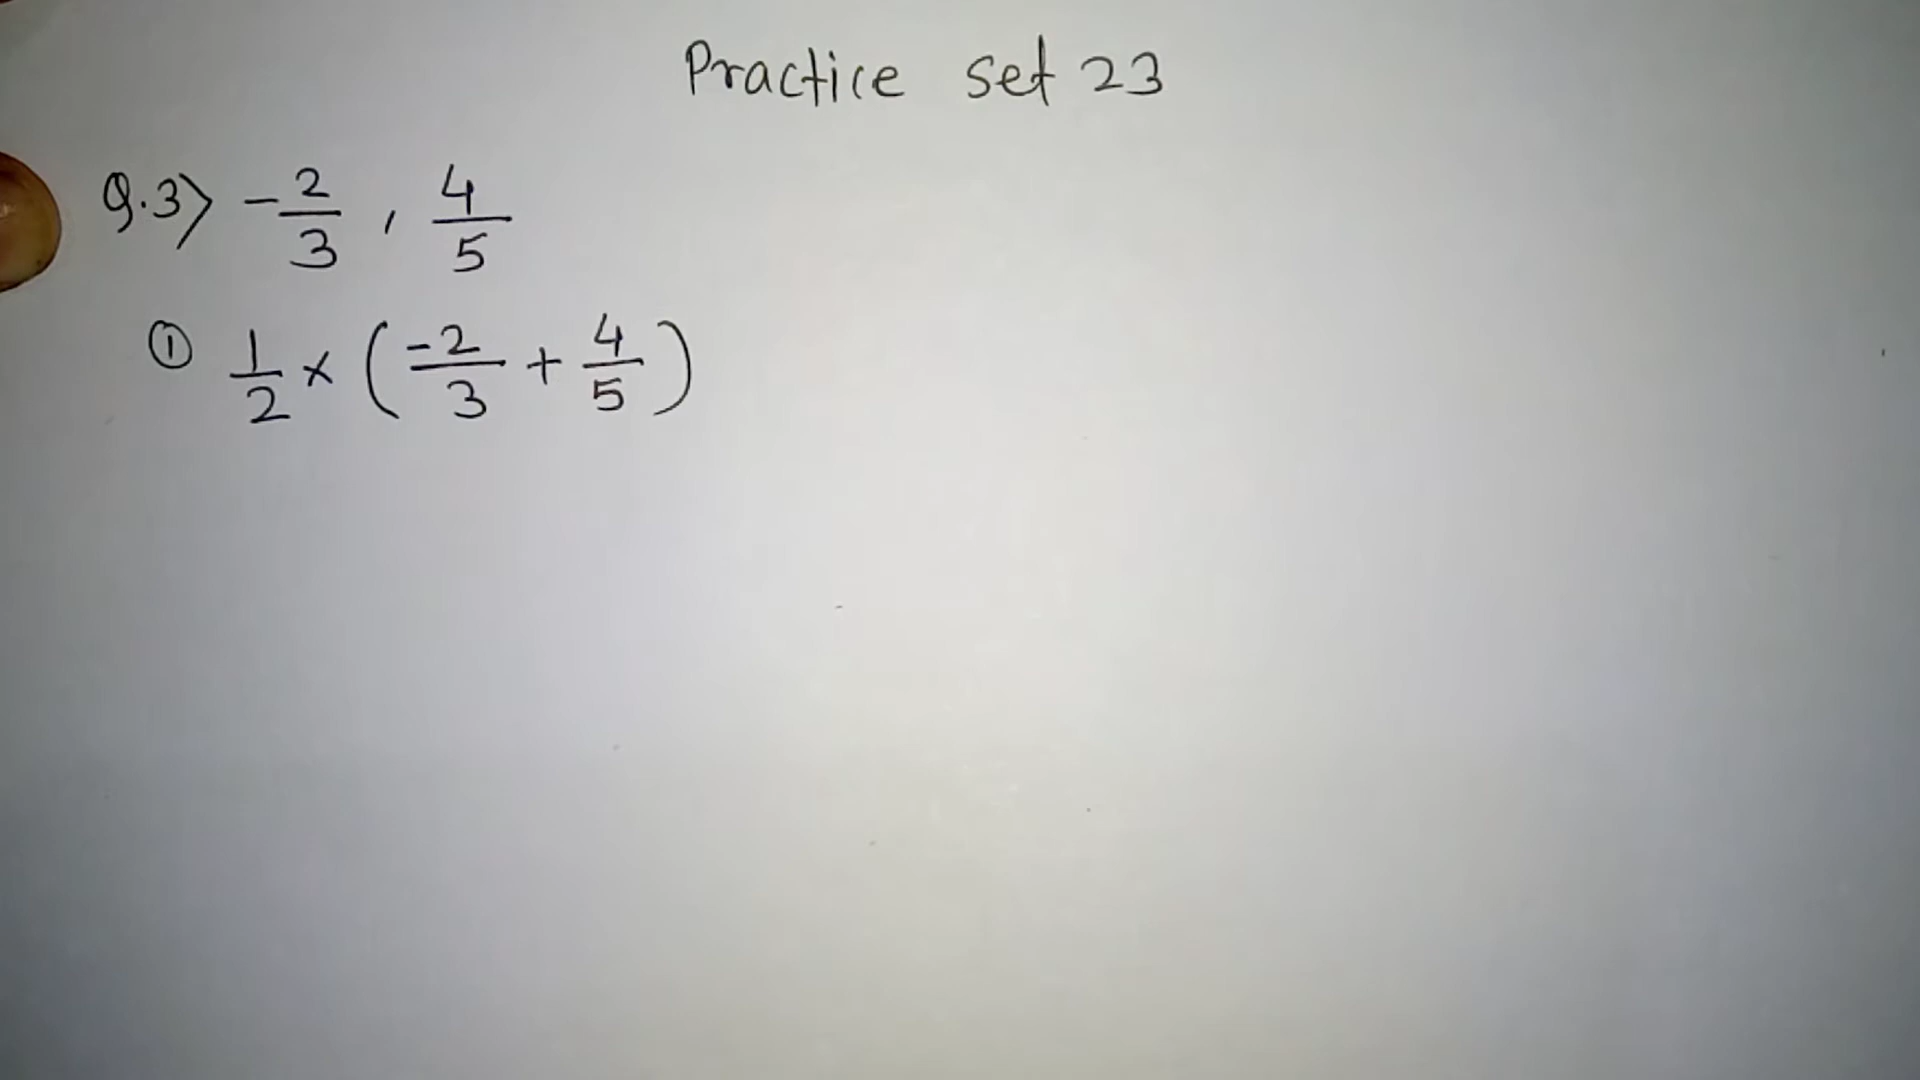 Practice set 23
Q.3> -2/3 , 4/5
① 1/2 × (-2/3 + 4/5)